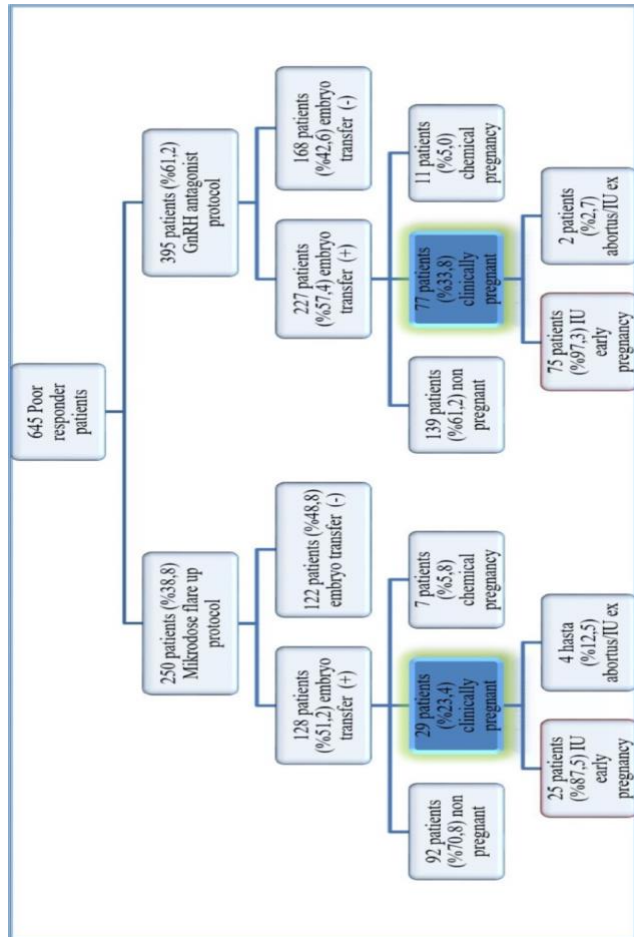 645 Poor
responder
patients
250 patients (%38,8)
Mikrodose flare up
protocol
395 patients (%61,2)
GnRH antagonist
protocol
128 patients
(%51,2) embryo
transfer (+)
122 patients (%48,8)
embryo transfer (-)
227 patients
(%57,4) embryo
transfer (+)
168 patients
(%42,6) embryo
transfer (-)
92 patients
(%70,8) non
pregnant
29 patients
(%23,4)
clinically
pregnant
7 patients
(%5,8)
chemical
pregnancy
139 patients
(%61,2) non
pregnant
77 patients
(%33,8)
clinically
pregnant
11 patients
(%5,0)
chemical
pregnancy
25 patients
(%87,5) IU
early
pregnancy
4 hasta
(%12,5)
abortus/IU ex
75 patients
(%97,3) IU
early
pregnancy
2 patients
(%2,7)
abortus/IU ex